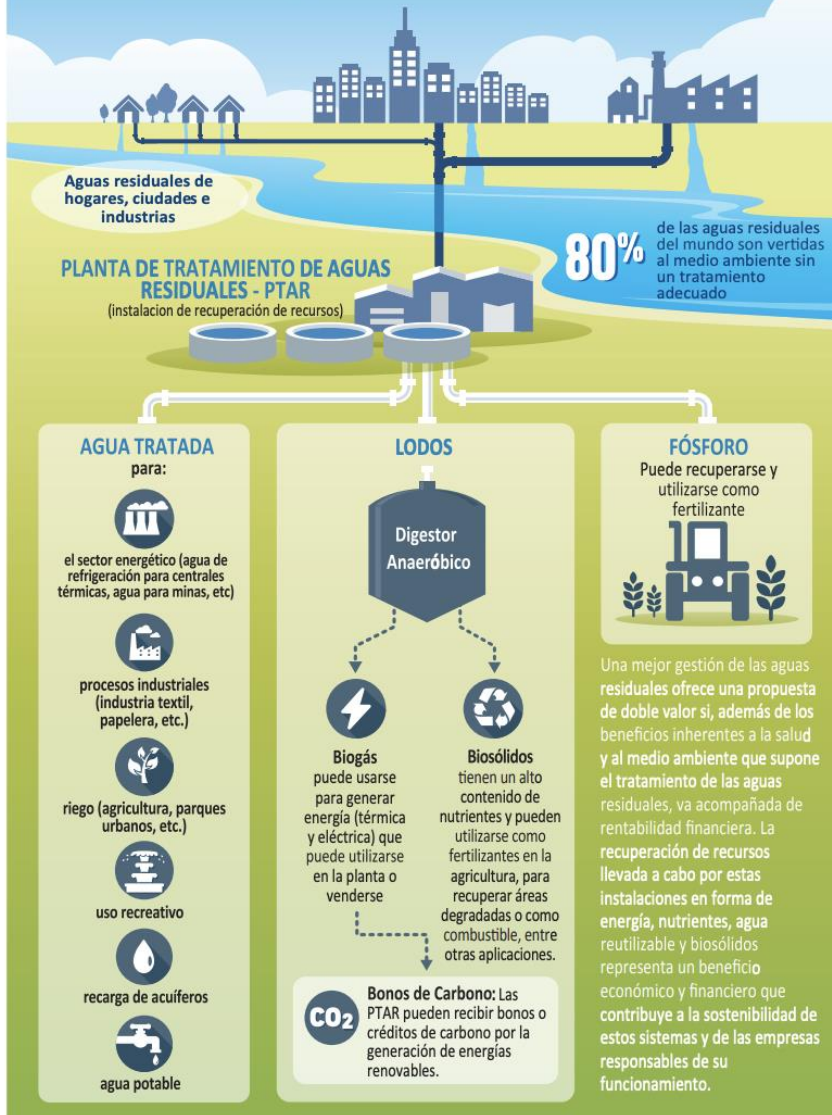 Aguas residuales de
hogares, ciudades e
industrias
80%
de las aguas residuales
del mundo son vertidas
al medio ambiente sin
un tratamiento
adecuado
PLANTA DE TRATAMIENTO DE AGUAS
RESIDUALES - PTAR
(instalacion de recuperación de recursos)
AGUA TRATADA
para:
el sector energético (agua de
refrigeración para centrales
térmicas, agua para minas, etc)
procesos industriales
(industria textil,
papelera, etc.)
riego (agricultura, parques
urbanos, etc.)
uso recreativo
recarga de acuíferos
agua potable
LODOS
Digestor
Anaeróbico
Biogás
puede usarse
para generar
energía (térmica
y eléctrica) que
puede utilizarse
en la planta o
venderse
Biosólidos
tienen un alto
contenido de
nutrientes y pueden
utilizarse como
fertilizantes en la
agricultura, para
recuperar áreas
degradadas o como
combustible, entre
otras aplicaciones.
CO2
Bonos de Carbono: Las
PTAR pueden recibir bonos o
créditos de carbono por la
generación de energías
renovables.
FÓSFORO
Puede recuperarse y
utilizarse como
fertilizante
Una mejor gestión de las aguas
residuales ofrece una propuesta
de doble valor si, además de los
beneficios inherentes a la salud
y al medio ambiente que supone
el tratamiento de las aguas
residuales, va acompañada de
rentabilidad financiera. La
recuperación de recursos
llevada a cabo por estas
instalaciones en forma de
energía, nutrientes, agua
reutilizable y biosólidos
representa un beneficio
económico y financiero que
contribuye a la sostenibilidad de
estos sistemas y de las empresas
responsables de su
funcionamiento.